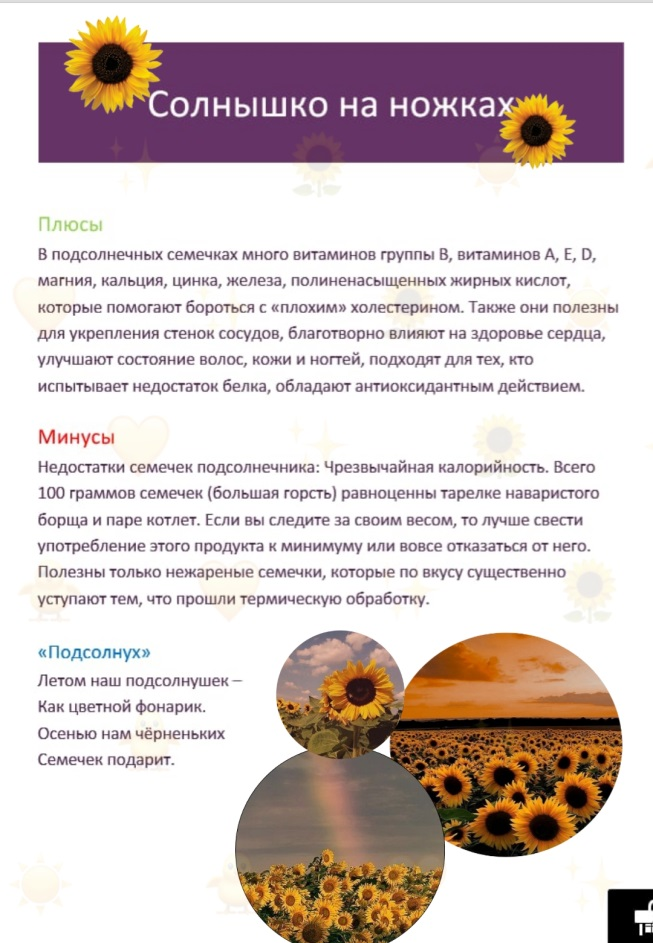 Солнышко на ножках
Плюсы
В подсолнечных семечках много витаминов группы В, витаминов А, Е, D,
магния, кальция, цинка, железа, полиненасыщенных жирных кислот,
которые помогают бороться с «плохим» холестерином. Также они полезны
для укрепления стенок сосудов, благотворно влияют на здоровье сердца,
улучшают состояние волос, кожи и ногтей, подходят для тех, кто
испытывает недостаток белка, обладают антиоксидантным действием.
Минусы
Недостатки семечек подсолнечника: Чрезвычайная калорийность. Всего
100 граммов семечек (большая горсть) равноценны тарелке наваристого
борща и паре котлет. Если вы следите за своим весом, то лучше свести
употребление этого продукта к минимуму или вовсе отказаться от него.
Полезны только нежареные семечки, которые по вкусу существенно
уступают тем, что прошли термическую обработку.
«Подсолнух»
Летом наш подсолнушек –
Как цветной фонарик.
Осенью нам чёрненьких
Семечек подарит.